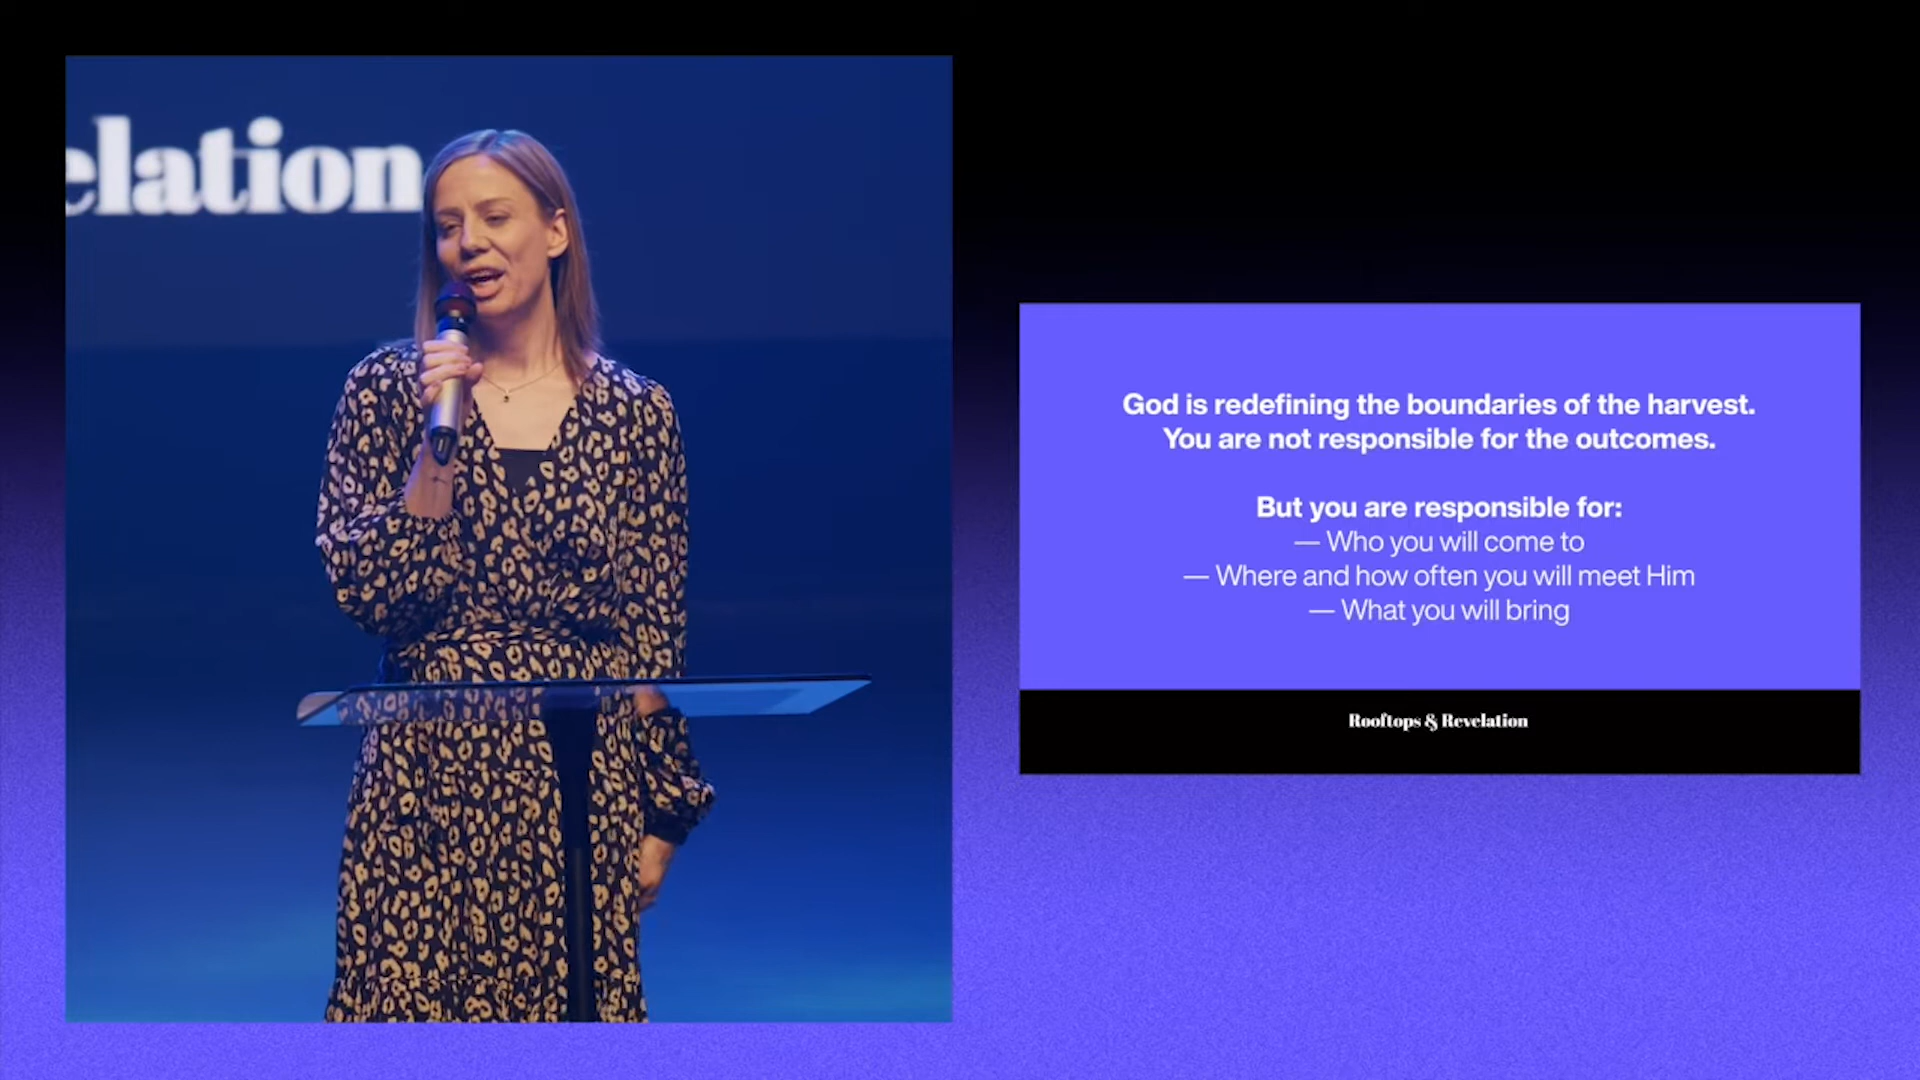 elation
God is redefining the boundaries of the harvest.
You are not responsible for the outcomes.
But you are responsible for:
— Who you will come to
— Where and how often you will meet Him
— What you will bring
Rooftops & Revelation